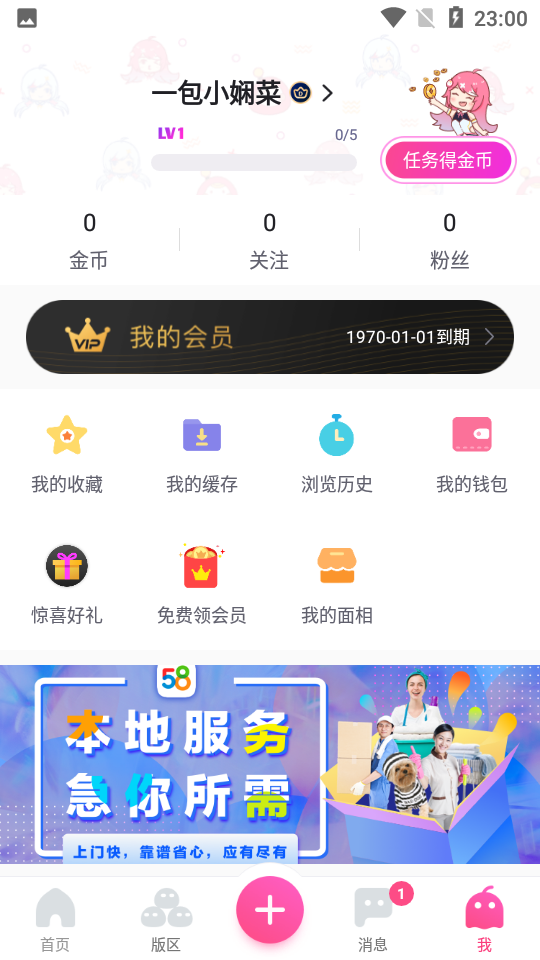 23:00
一包小娴菜
LV1
0/5
任务得金币
0
0
0
金币
关注
粉丝
VIP
我的会员
1970-01-01到期
我的收藏
我的缓存
浏览历史
我的钱包
惊喜好礼
免费领会员
我的面相
58
本地服务
急你所需
上门快，靠谱省心，应有尽有
1
首页
版区
消息
我